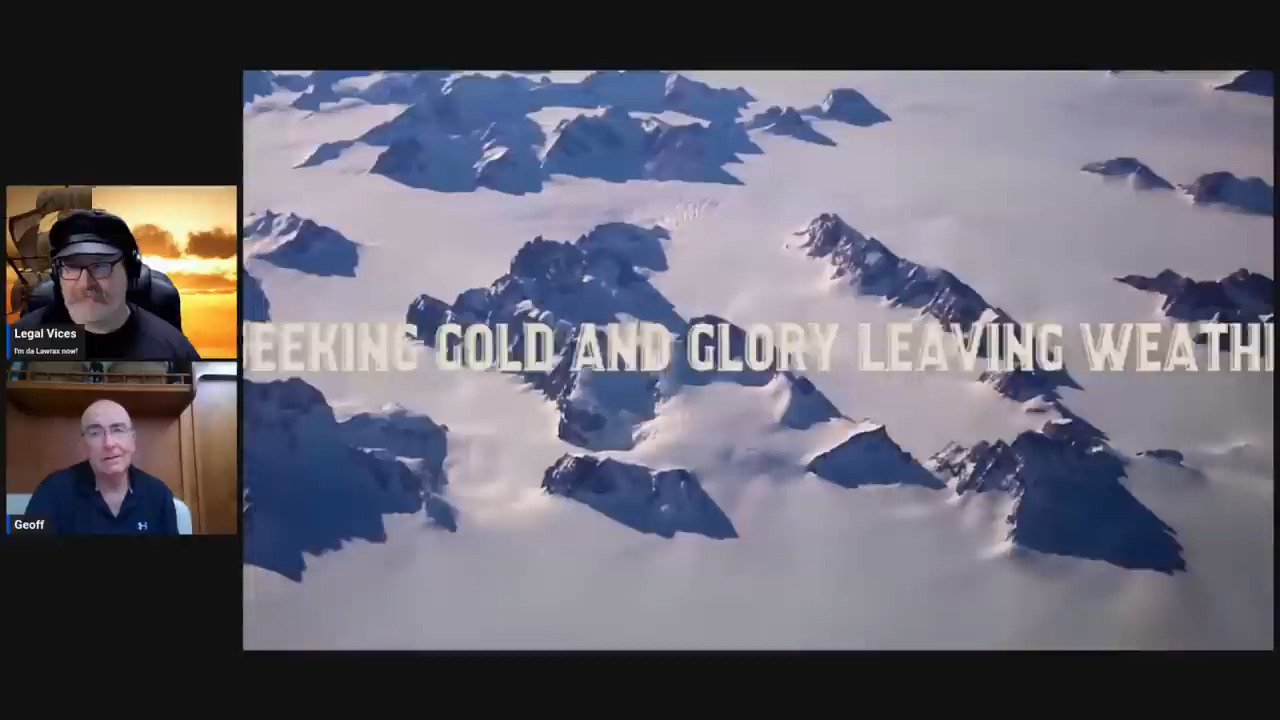 Legal Vices
I'm da Lawrax now!
Geoff
EEKING GOLD AND GLORY LEAVING WEATH